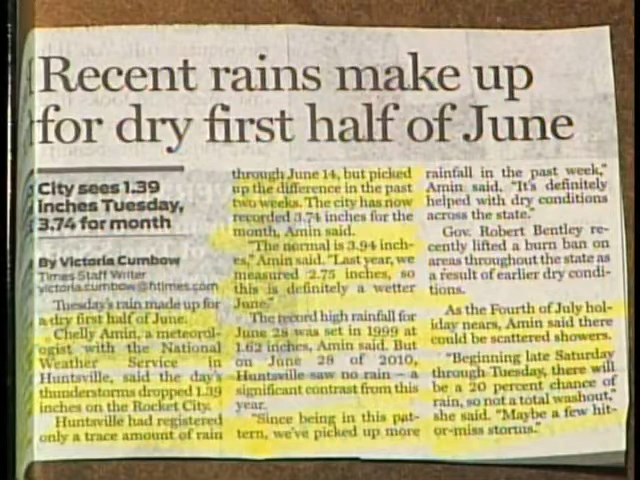 Recent rains make up
for dry first half of June
City sees 1.39
inches Tuesday,
3.74 for month
By Victoria Cumbow
Times Staff Writer
victoria.cumbow@htimes.com
Tuesday's rain made up for
a dry first half of June.
Chelly Amin, a meteorol-
ogist with the National
Weather Service in
Huntsville, said the day's
thunderstorms dropped 1.39
inches on the Rocket City.
Huntsville had registered
only a trace amount of rain
through June 14, but picked
up the difference in the past
two weeks. The city has now
recorded 3.74 inches for the
month, Amin said.
"The normal is 3.94 inch-
es," Amin said. "Last year, we
measured 2.75 inches, so
this is definitely a wetter
June."
The record high rainfall for
June 28 was set in 1999 at
1.62 inches, Amin said. But
on June 28 of 2010,
Huntsville saw no rain — a
significant contrast from this
year.
"Since being in this pat-
tern, we've picked up more
rainfall in the past week,"
Amin said. "It's definitely
helped with dry conditions
across the state."
Gov. Robert Bentley re-
cently lifted a burn ban on
areas throughout the state as
a result of earlier dry condi-
tions.
As the Fourth of July hol-
iday nears, Amin said there
could be scattered showers.
"Beginning late Saturday
through Tuesday, there will
be a 20 percent chance of
rain, so not a total washout,"
she said. "Maybe a few hit-
or-miss storms."